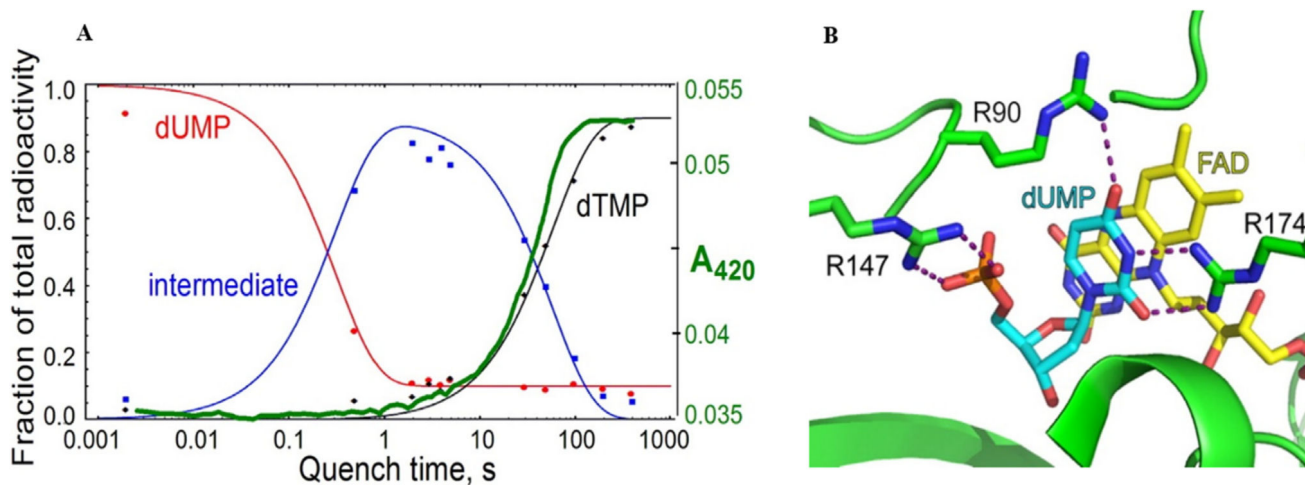 A
Fraction of total radioactivity
1.0
0.8
0.6
0.4
0.2
0.1
0.0
dUMP
intermediate
dTMP
A420
0.055
0.05
0.04
0.035
0.001 0.01 0.1 1 10 100 1000
Quench time, s
B
R90
FAD
dUMP
R174
R147